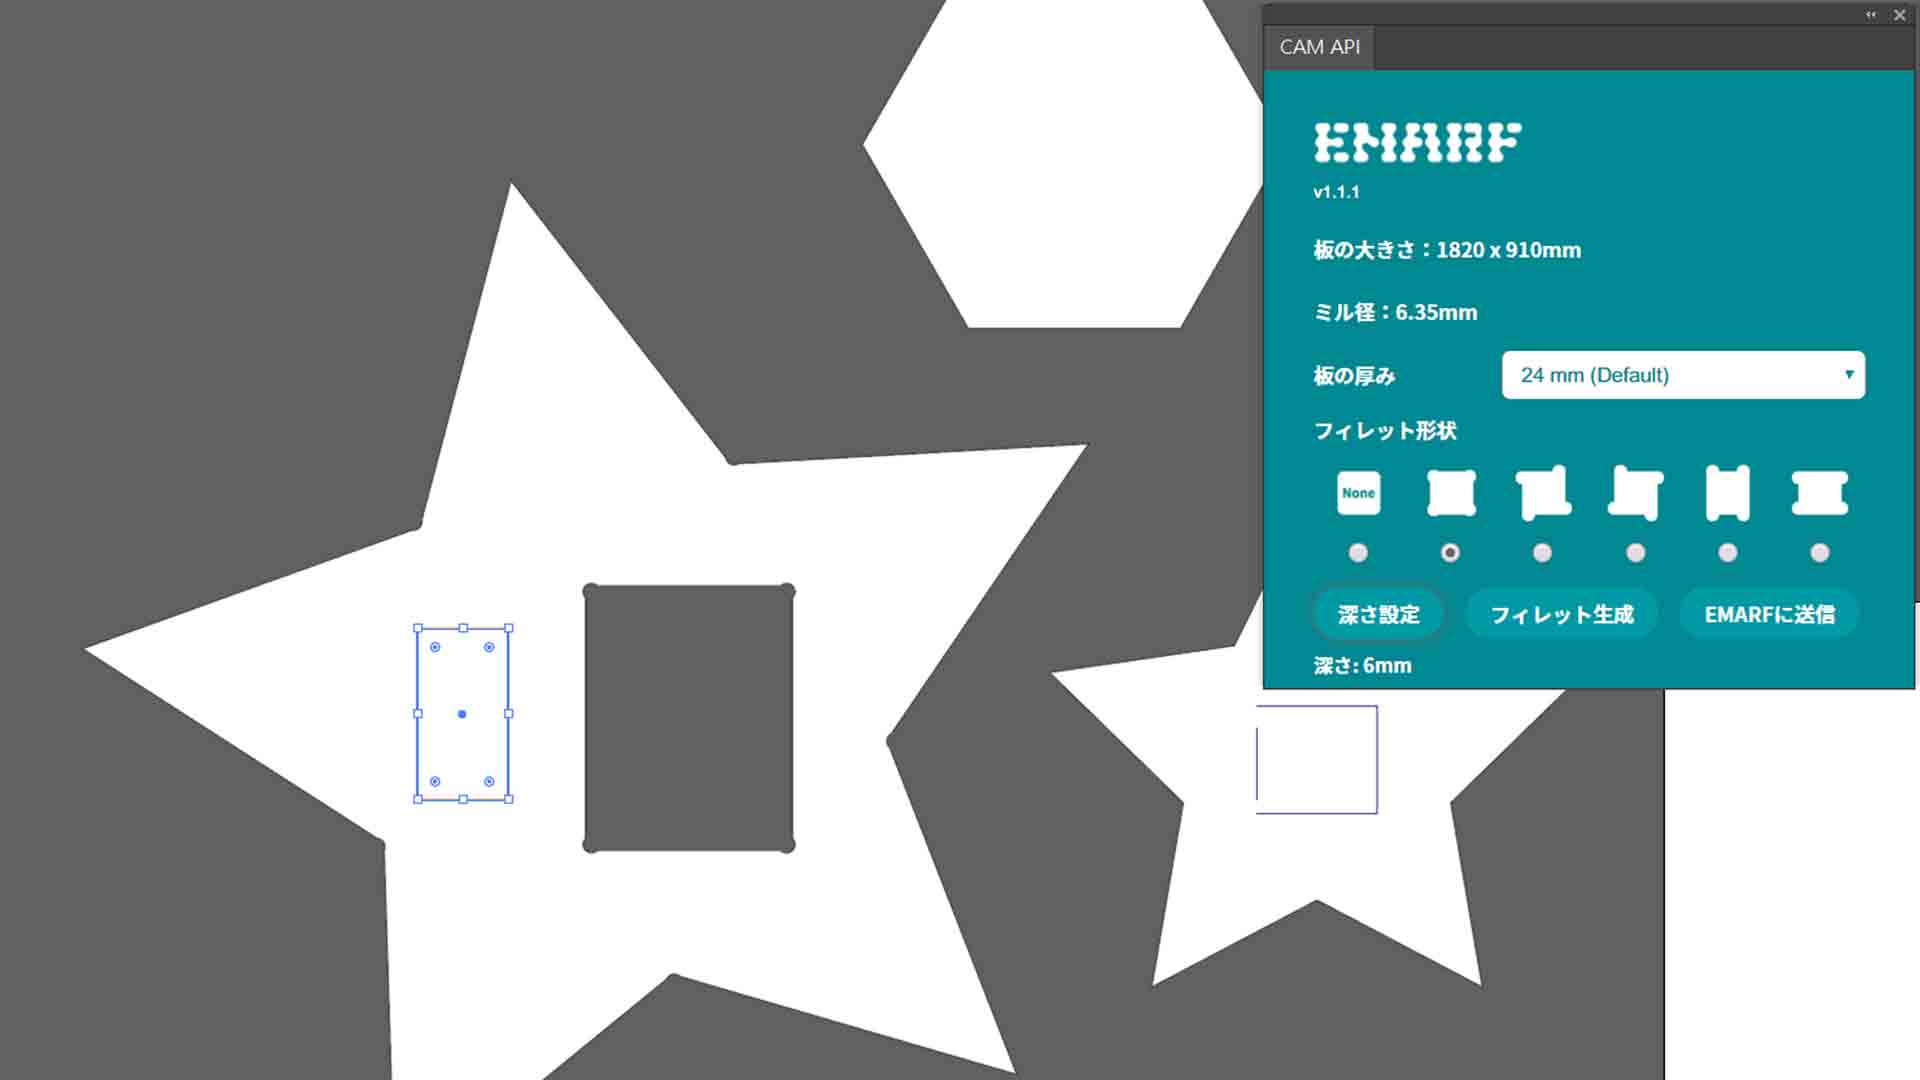 CAM API
EMARF
v1.1.1
板の大きさ：1820 x 910mm
ミル径：6.35mm
板の厚み
24 mm (Default)
フィレット形状
None
深さ設定 フィレット生成 EMARFに送信
深さ: 6mm